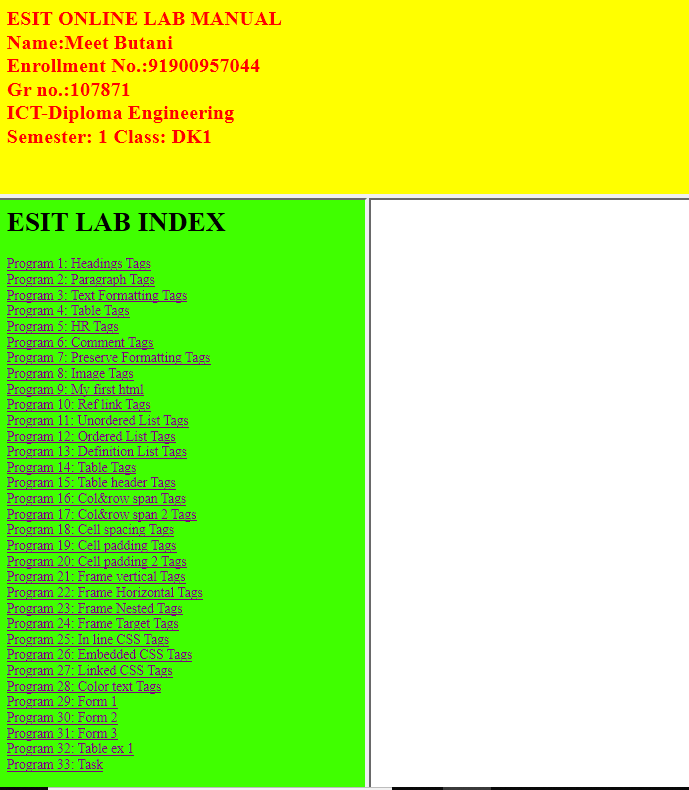 ESIT ONLINE LAB MANUAL
Name:Meet Butani
Enrollment No.:91900957044
Gr no.:107871
ICT-Diploma Engineering
Semester: 1 Class: DK1
ESIT LAB INDEX
Program 1: Headings Tags
Program 2: Paragraph Tags
Program 3: Text Formatting Tags
Program 4: Table Tags
Program 5: HR Tags
Program 6: Comment Tags
Program 7: Preserve Formatting Tags
Program 8: Image Tags
Program 9: My first html
Program 10: Ref link Tags
Program 11: Unordered List Tags
Program 12: Ordered List Tags
Program 13: Definition List Tags
Program 14: Table Tags
Program 15: Table header Tags
Program 16: Col&row span Tags
Program 17: Col&row span 2 Tags
Program 18: Cell spacing Tags
Program 19: Cell padding Tags
Program 20: Cell padding 2 Tags
Program 21: Frame vertical Tags
Program 22: Frame Horizontal Tags
Program 23: Frame Nested Tags
Program 24: Frame Target Tags
Program 25: In line CSS Tags
Program 26: Embedded CSS Tags
Program 27: Linked CSS Tags
Program 28: Color text Tags
Program 29: Form 1
Program 30: Form 2
Program 31: Form 3
Program 32: Table ex 1
Program 33: Task